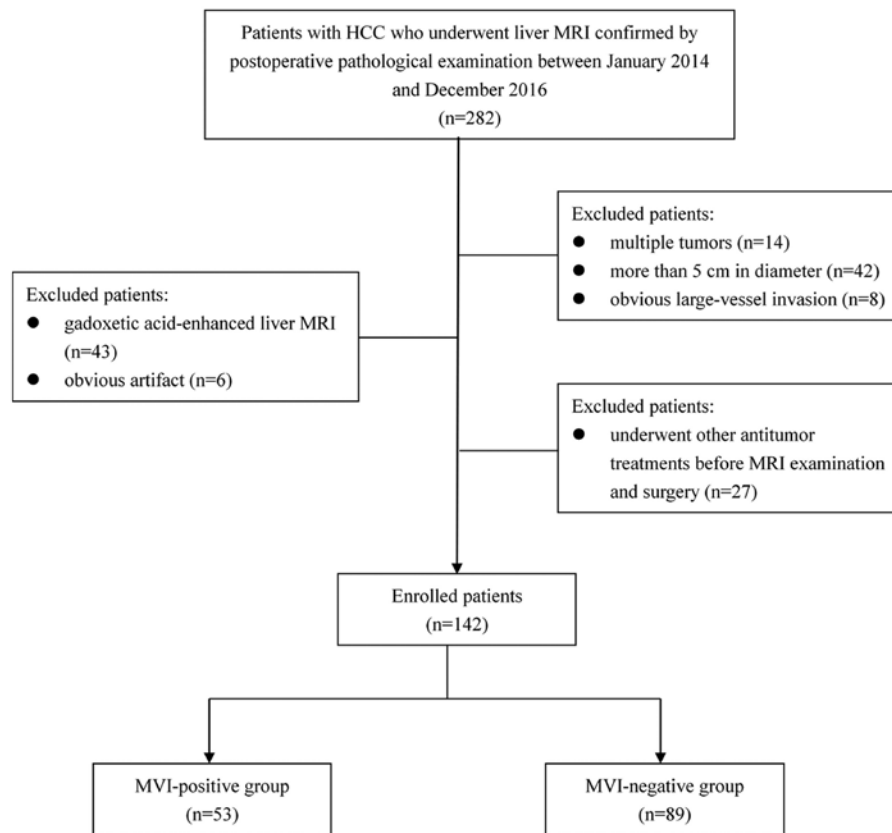 Patients with HCC who underwent liver MRI confirmed by
postoperative pathological examination between January 2014
and December 2016
(n=282)
Excluded patients:
● multiple tumors (n=14)
● more than 5 cm in diameter (n=42)
● obvious large-vessel invasion (n=8)
Excluded patients:
● gadoxetic acid-enhanced liver MRI
(n=43)
● obvious artifact (n=6)
Excluded patients:
● underwent other antitumor
treatments before MRI examination
and surgery (n=27)
Enrolled patients
(n=142)
MVI-positive group
(n=53)
MVI-negative group
(n=89)